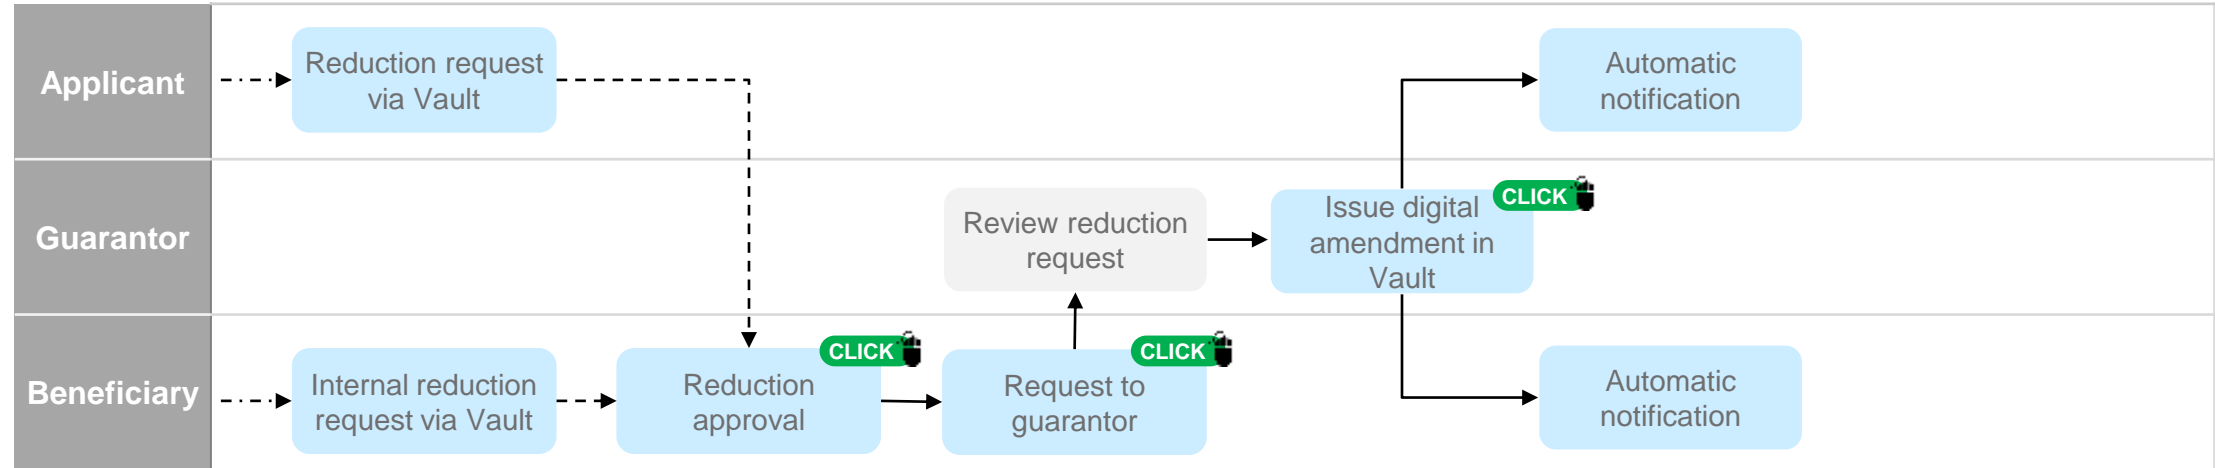 Applicant
Reduction request
via Vault
Automatic
notification
Guarantor
Review reduction
request
Issue digital
amendment in
Vault
CLICK
Beneficiary
Internal reduction
request via Vault
Reduction
approval
CLICK
Request to
guarantor
CLICK
Automatic
notification